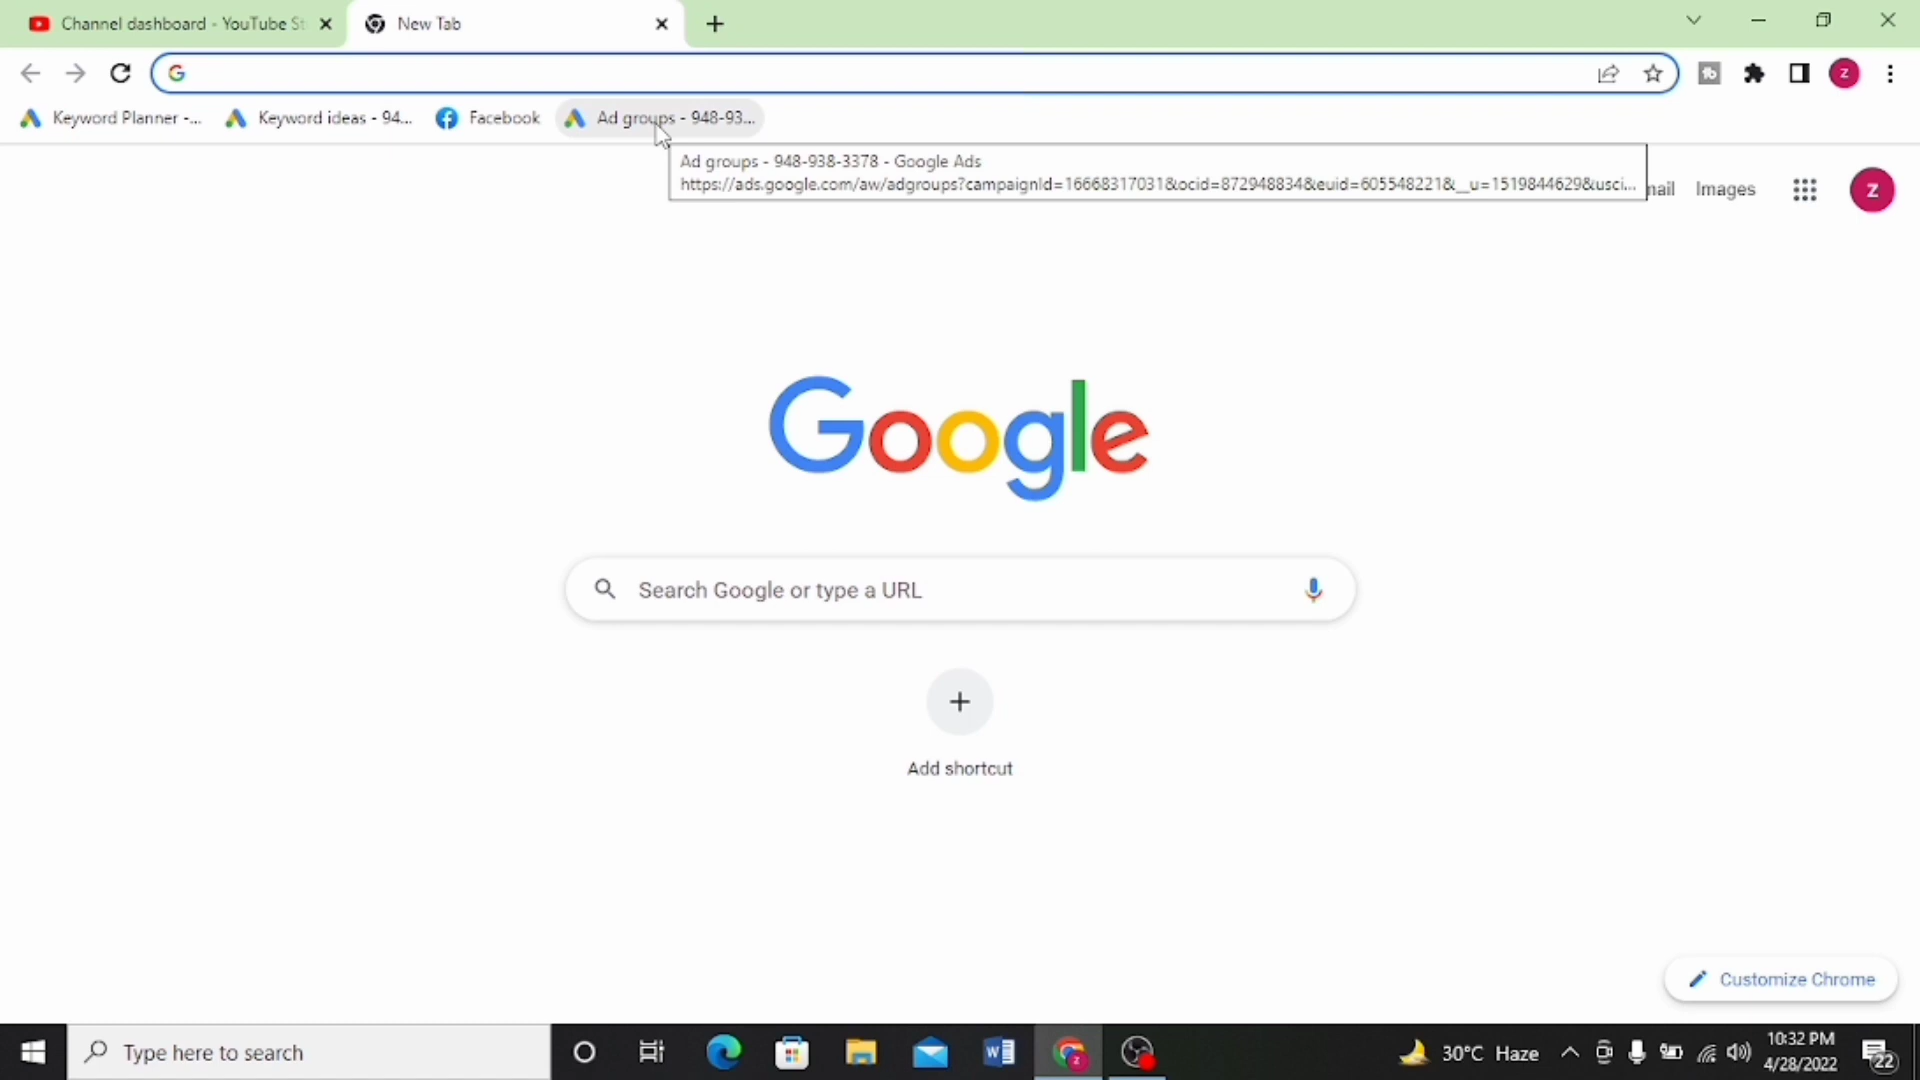 Channel dashboard - YouTube St
New Tab
Keyword Planner -...
Keyword ideas - 94...
Facebook
Ad groups - 948-93...
Ad groups - 948-938-3378 - Google Ads
https://ads.google.com/aw/adgroups?campaignId=16668317031&ocid=872948834&euid=605548221&__u=1519844629&usci...
Images
z
z
Google
Search Google or type a URL
Add shortcut
Customize Chrome
Type here to search
30°C Haze
10:32 PM
4/28/2022
22